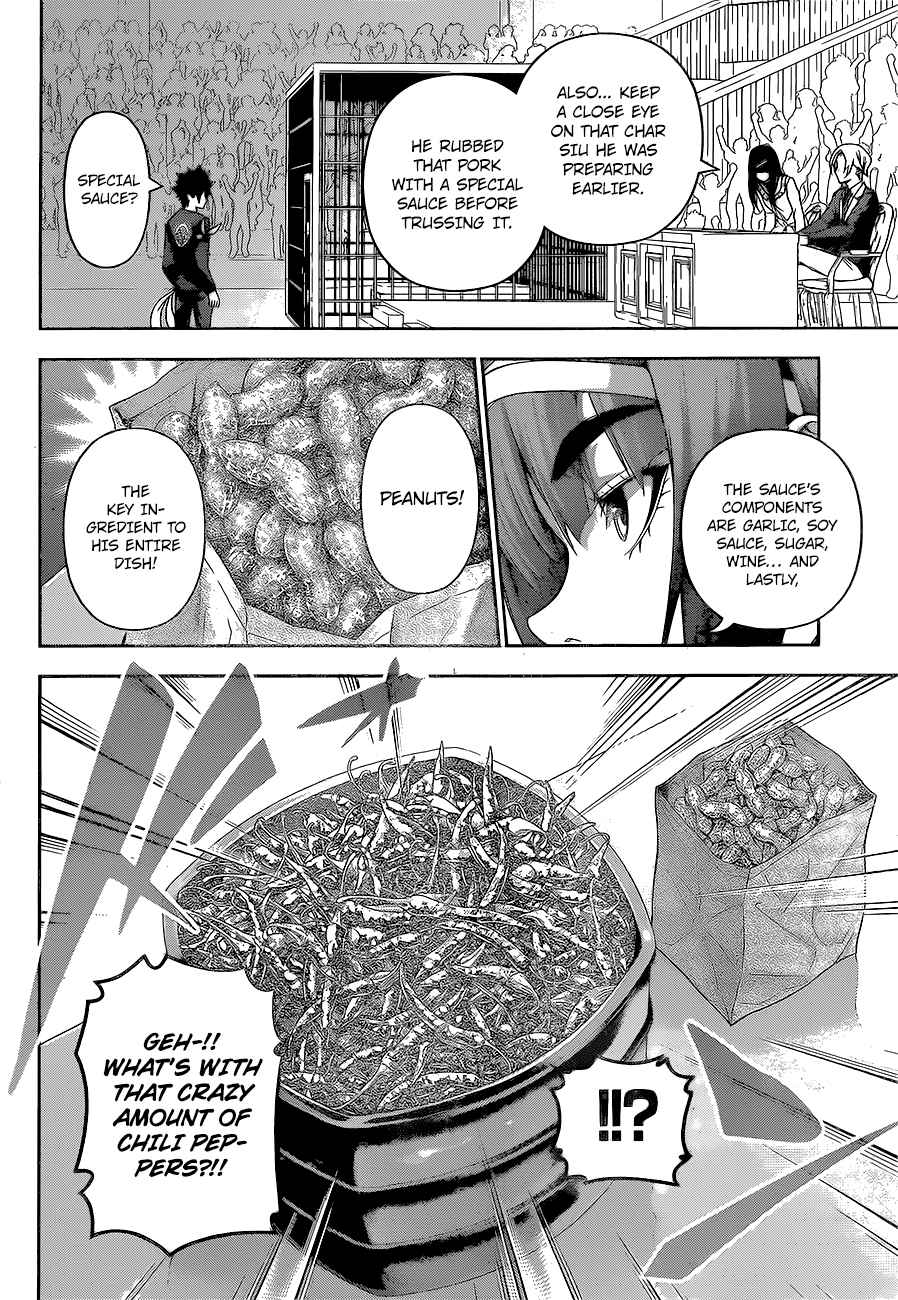 ALSO... KEEP
A CLOSE EYE
ON THAT CHAR
SIU HE WAS
PREPARING
EARLIER.
HE RUBBED
THAT PORK
WITH A SPECIAL
SAUCE BEFORE
TRUSSING IT.
SPECIAL
SAUCE?
THE SAUCE'S
COMPONENTS
ARE GARLIC, SOY
SAUCE, SUGAR,
WINE... AND
LASTLY,
PEANUTS!
THE
KEY IN-
GREDIENT TO
HIS ENTIRE
DISH!
!!?
GEH-!!
WHAT'S WITH
THAT CRAZY
AMOUNT OF
CHILI PEP-
PERS?!!